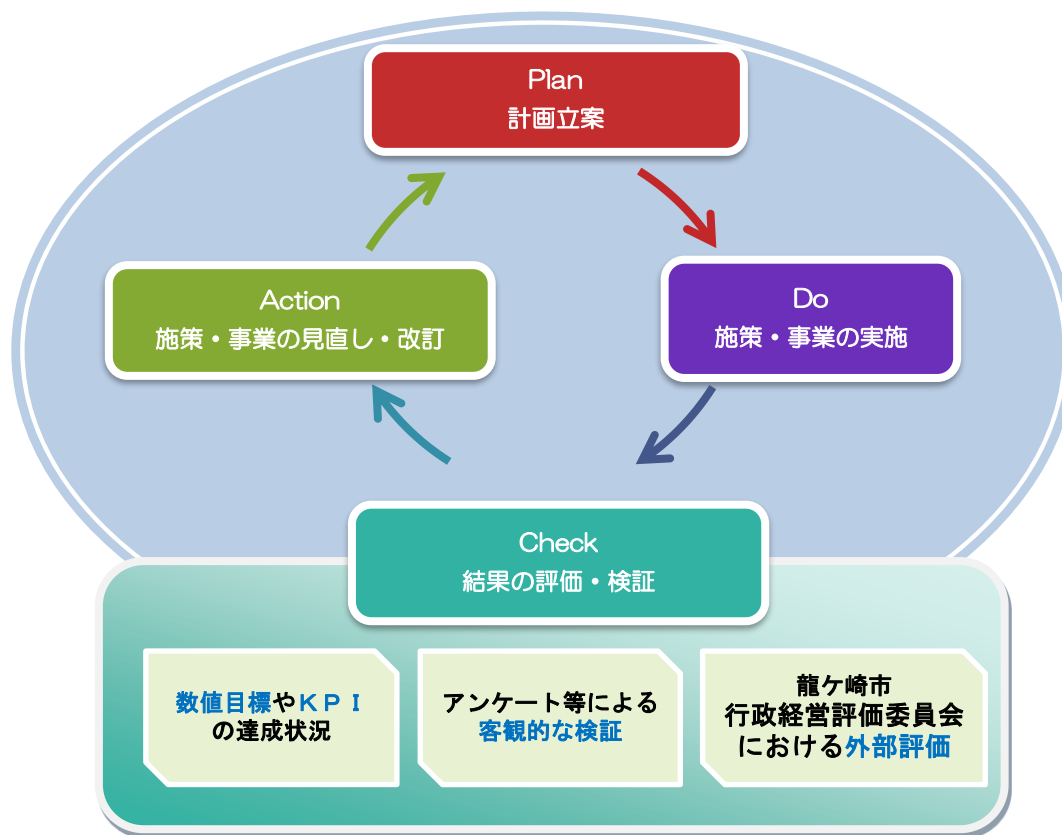 Plan
計画立案
Action
施策・事業の見直し・改訂
Do
施策・事業の実施
Check
結果の評価・検証
数値目標やＫＰＩ
の達成状況
アンケート等による
客観的な検証
龍ケ崎市
行政経営評価委員会
における外部評価